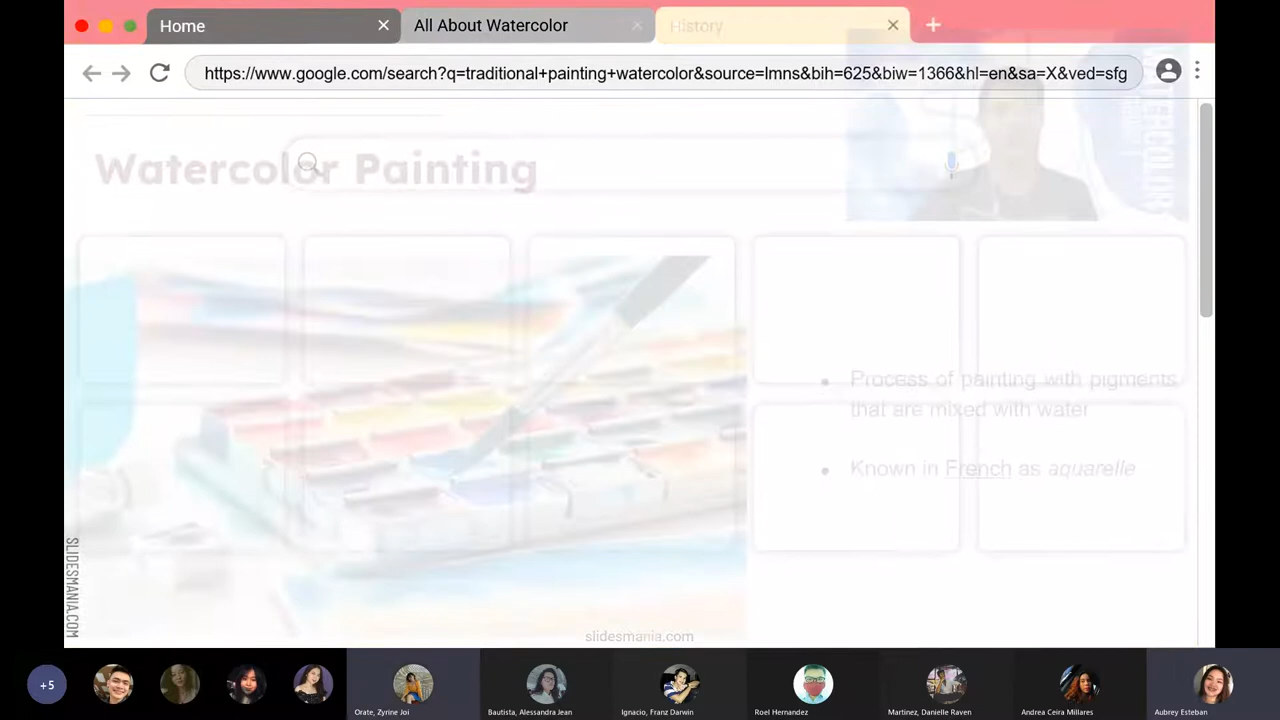 Home
All About Watercolor
History
https://www.google.com/search?q=traditional+painting+watercolor&source=lmns&bih=625&biw=1366&hl=en&sa=X&ved=sfg
WATERCOLOR
Watercolor Painting
• Process of painting with pigments
that are mixed with water
• Known in French as aquarelle
SLIDESMANIA.COM
slidesmania.com
+5
Orate, Zyrine Joi
Bautista, Alessandra Jean
Ignacio, Franz Darwin
Roel Hernandez
Martinez, Danielle Raven
Andrea Ceira Millares
Aubrey Esteban